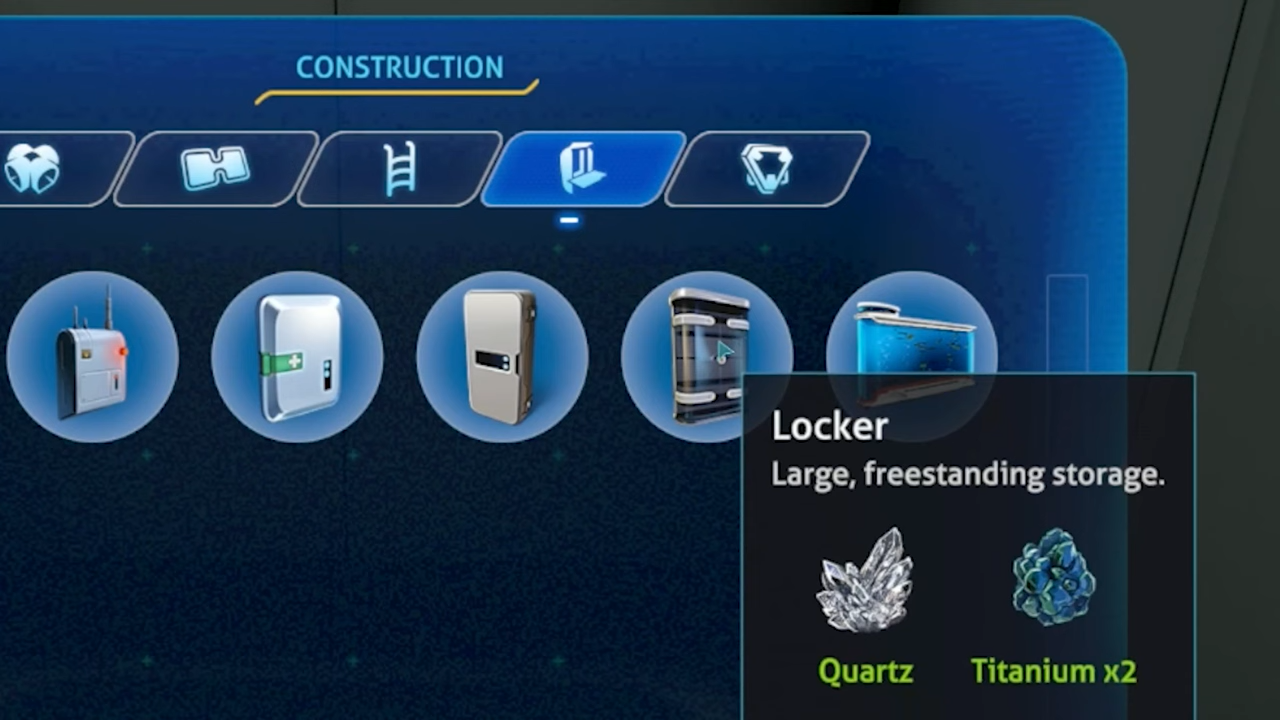 CONSTRUCTION
Locker
Large, freestanding storage.
Quartz
Titanium x2